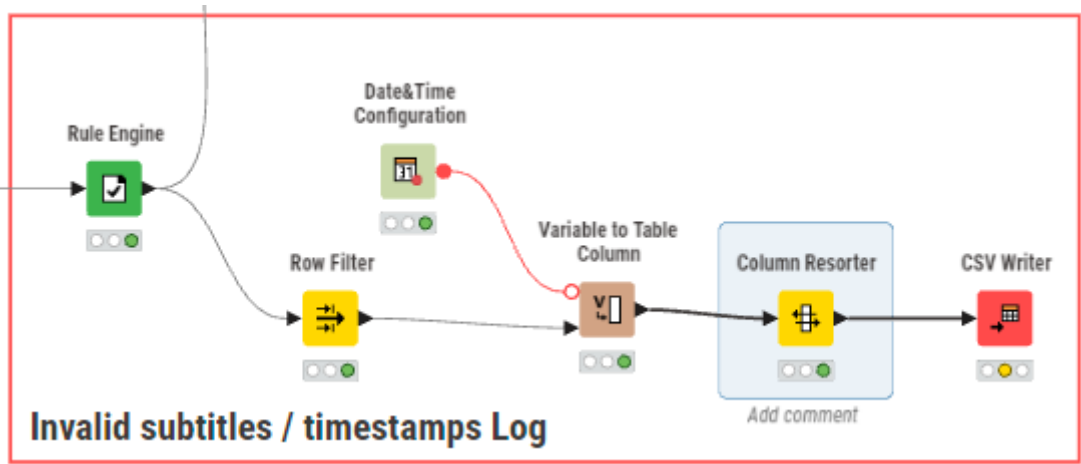 Date&Time
Configuration
Rule Engine
Variable to Table
Column
Row Filter
Column Resorter
CSV Writer
Add comment
Invalid subtitles / timestamps Log